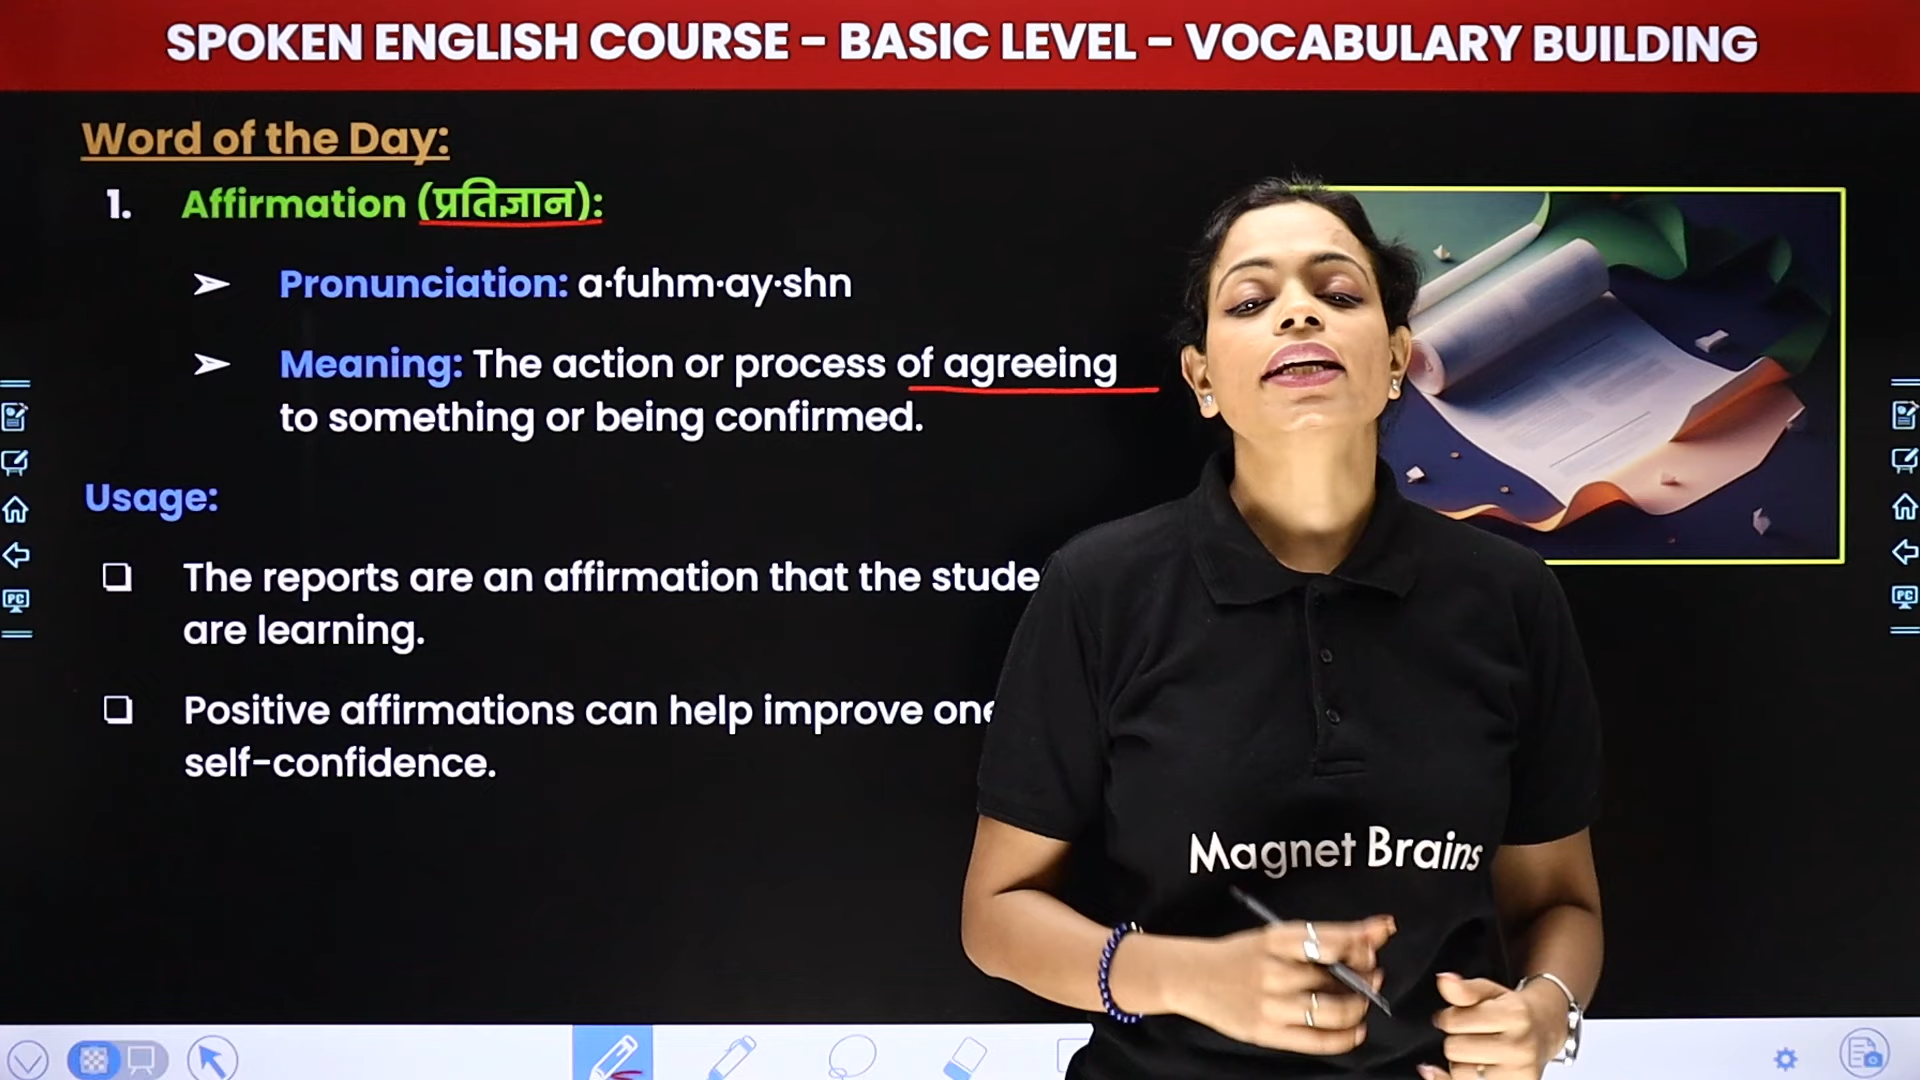 SPOKEN ENGLISH COURSE – BASIC LEVEL – VOCABULARY BUILDING
Word of the Day:
1. Affirmation (प्रतिज्ञान):
➢ Pronunciation: a·fuhm·ay·shn
➢ Meaning: The action or process of agreeing
to something or being confirmed.
Usage:
❑ The reports are an affirmation that the
are learning.
❑ Positive affirmations can help improve
self-confidence.
Magnet Brains
PC
PC